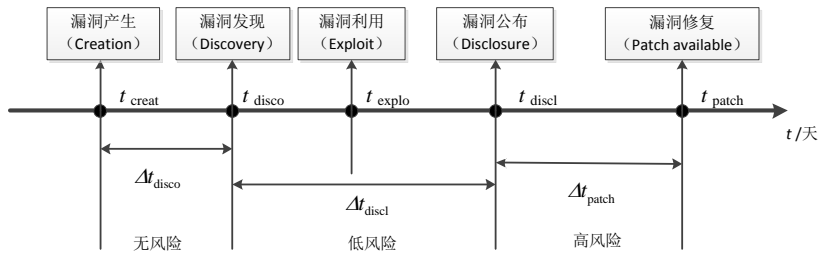 漏洞产生
（Creation）
漏洞发现
（Discovery）
漏洞利用
（Exploit）
漏洞公布
（Disclosure）
漏洞修复
（Patch available）
t creat
t disco
t explo
t discl
t patch
t /天
Δt disco
Δt discl
Δt patch
无风险
低风险
高风险